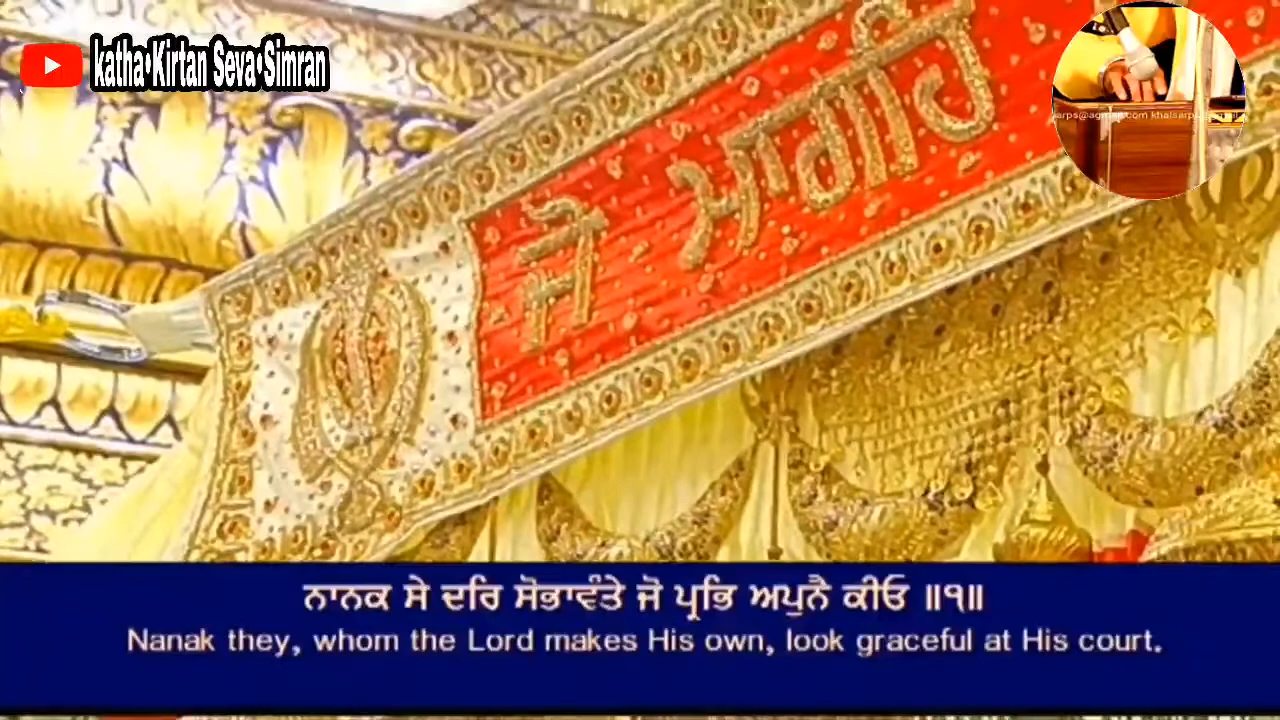 katha•Kirtan Seva•Simran
ਜੋ ਮਾਗਹਿ
ਨਾਨਕ ਸੇ ਦਰਿ ਸੋਭਾਵੰਤੇ ਜੋ ਪ੍ਰਭਿ ਅਪੁਨੈ ਕੀਓ ॥੧॥
Nanak they, whom the Lord makes His own, look graceful at His court.